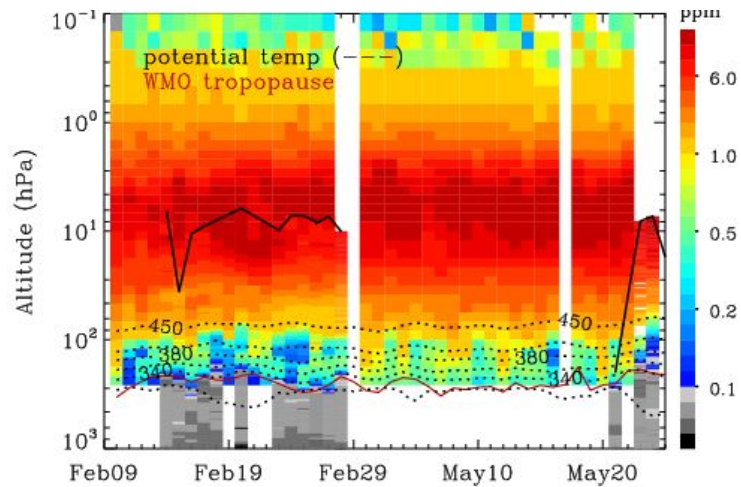 ppm
10⁻¹
potential temp (---)
WMO tropopause
6.0
10⁰
1.0
Altitude (hPa)
10¹
0.5
0.2
450
450
10²
380
380
340
340
0.1
10³
Feb09
Feb19
Feb29
May10
May20